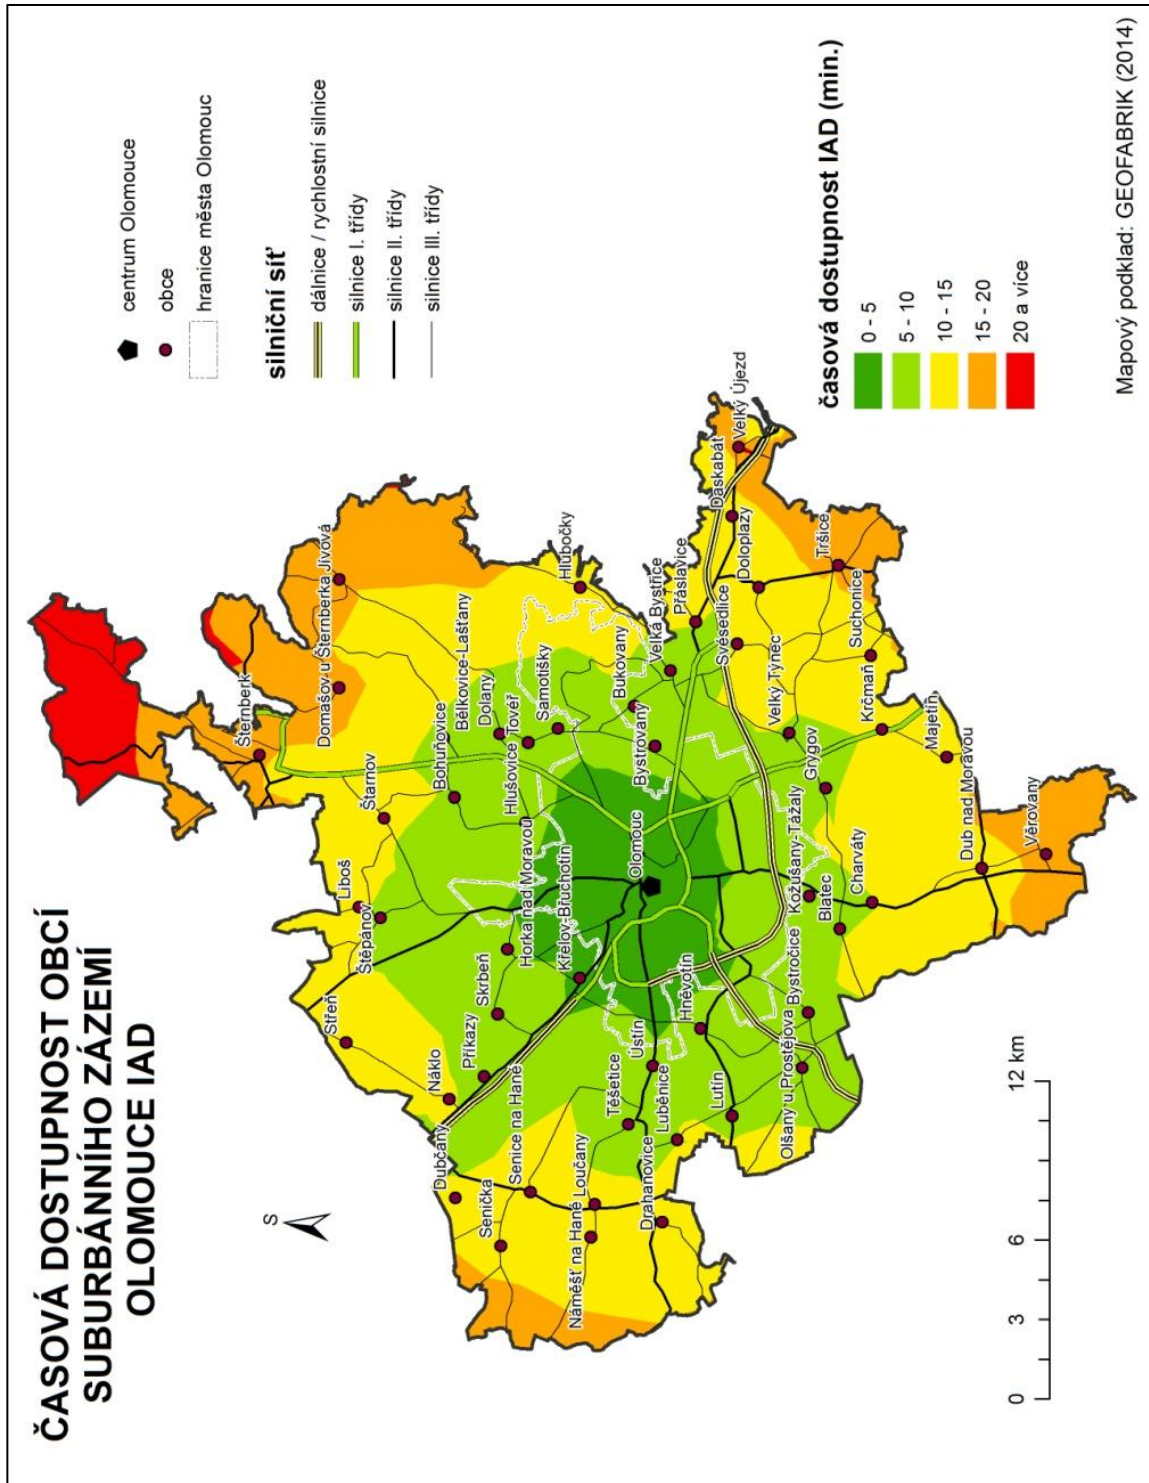 ČASOVÁ DOSTUPNOST OBCÍ
SUBURBÁNNÍHO ZÁZEMÍ
OLOMOUCE IAD
S
centrum Olomouce
obce
hranice města Olomouc
silniční síť
dálnice / rychlostní silnice
silnice I. třídy
silnice II. třídy
silnice III. třídy
Šternberk
Domašov u Šternberka
Jívová
Štarnov
Liboš
Štěpánov
Střeň
Bohuňovice
Bělkovice-Lašťany
Dolany
Náklo
Dubčany
Příkazy
Skrbeň
Horka nad Moravou
Hlušovice
Tověř
Samotišky
Hlubočky
Senička
Senice na Hané
Křelov-Břuchotín
Náměšť na Hané
Loučany
Těšetice
Ústín
Olomouc
Bystrovany
Bukovany
Velká Bystřice
Drahanovice
Luběnice
Hněvotín
Přáslavice
Daskabát
Velký Újezd
Lutín
Svésedlice
Doloplazy
Olšany u Prostějova
Bystročice
Kožušany-Tážaly
Velký Týnec
Grygov
Tršice
Blatec
Charváty
Krčmaň
Suchonice
Majetín
Dub nad Moravou
Věrovany
časová dostupnost IAD (min.)
0 - 5
5 - 10
10 - 15
15 - 20
20 a více
0 3 6 12 km
Mapový podklad: GEOFABRIK (2014)